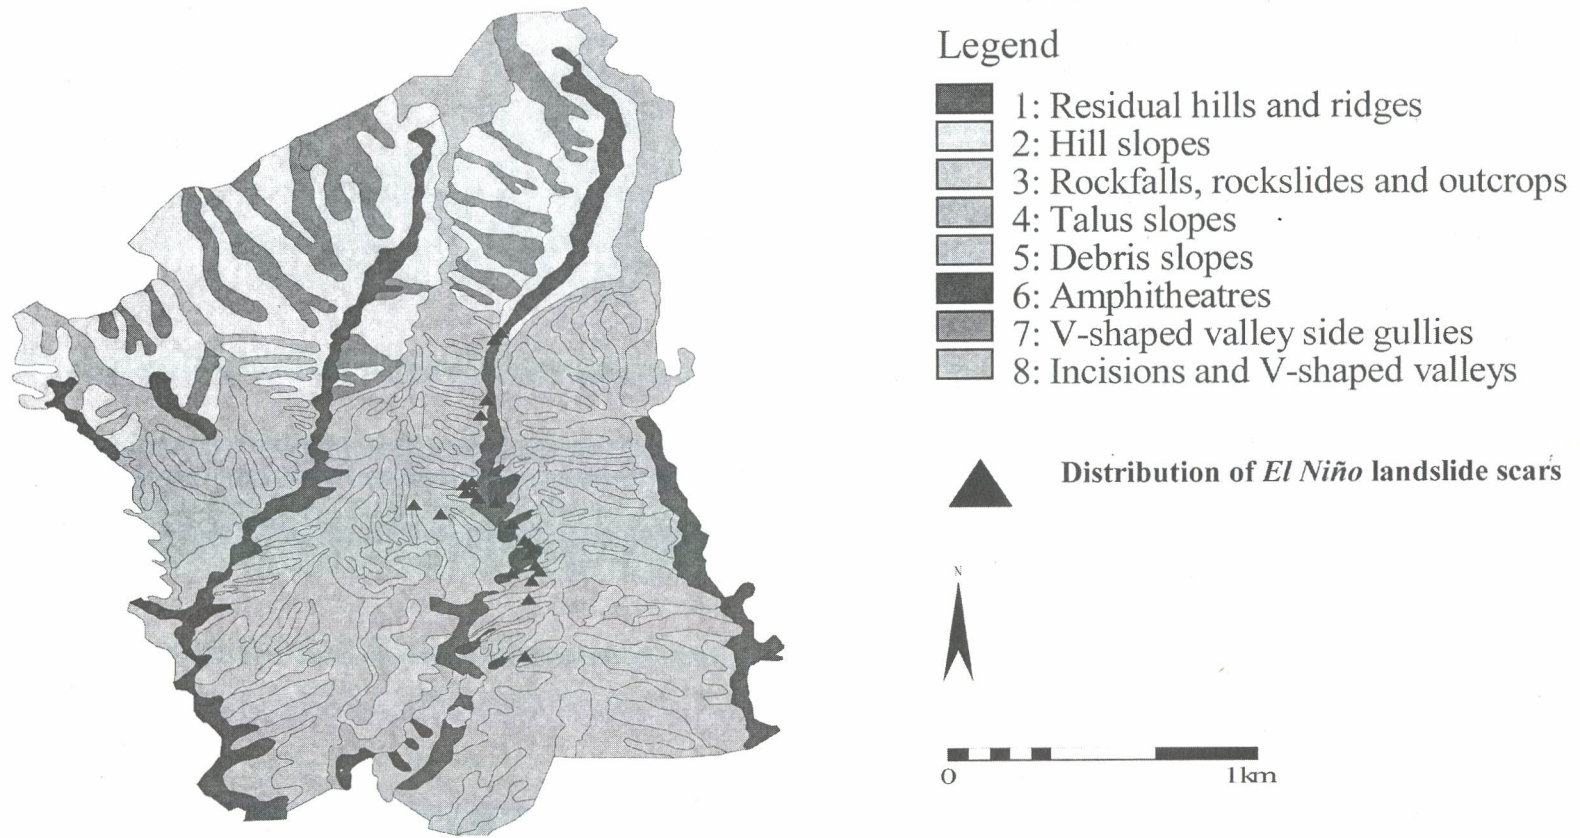 Legend
1: Residual hills and ridges
2: Hill slopes
3: Rockfalls, rockslides and outcrops
4: Talus slopes
5: Debris slopes
6: Amphitheatres
7: V-shaped valley side gullies
8: Incisions and V-shaped valleys
Distribution of El Niño landslide scars
N
0 1km